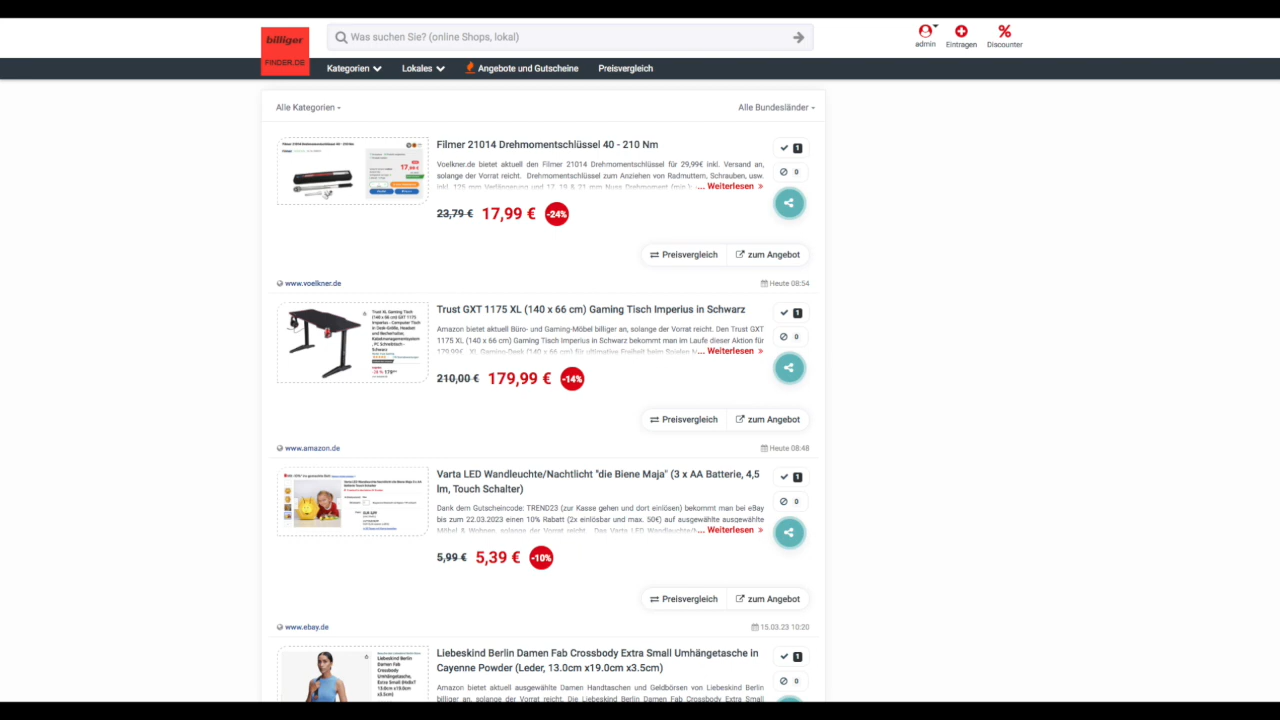 billiger
FINDER.DE
Was suchen Sie? (online Shops, lokal)
admin
Eintragen
Discounter
Kategorien
Lokales
Angebote und Gutscheine
Preisvergleich
Alle Kategorien
Alle Bundesländer
Filmer 21014 Drehmomentschlüssel 40 - 210 Nm
Voelkner.de bietet aktuell den Filmer 21014 Drehmomentschlüssel für 29,99€ inkl. Versand an,
solange der Vorrat reicht. Drehmomentschlüssel zum Anziehen von Radmuttern, Schrauben, usw.
... Weiterlesen »
1
0
23,79 € 17,99 € -24%
Preisvergleich
zum Angebot
www.voelkner.de
Heute 08:54
Trust GXT 1175 XL (140 x 66 cm) Gaming Tisch Imperius in Schwarz
Amazon bietet aktuell Büro- und Gaming-Möbel billiger an, solange der Vorrat reicht. Den Trust GXT
1175 XL (140 x 66 cm) Gaming Tisch Imperius in Schwarz bekommt man im Laufe dieser Aktion für
... Weiterlesen »
1
0
210,00 € 179,99 € -14%
Preisvergleich
zum Angebot
www.amazon.de
Heute 08:48
Varta LED Wandleuchte/Nachtlicht "die Biene Maja" (3 x AA Batterie, 4,5
lm, Touch Schalter)
Dank dem Gutscheincode: TREND23 (zur Kasse gehen und dort einlösen) bekommt man bei eBay
bis zum 22.03.2023 einen 10% Rabatt (2x einlösbar und max. 50€) auf ausgewählte ausgewählte
Möbel & Wohnen, solange der Vorrat reicht. Das Varta LED
... Weiterlesen »
1
0
5,99 € 5,39 € -10%
Preisvergleich
zum Angebot
www.ebay.de
15.03.23 10:20
Liebeskind Berlin Damen Fab Crossbody Extra Small Umhängetasche in
Cayenne Powder (Leder, 13.0cm x19.0cm x3.5cm)
Amazon bietet aktuell ausgewählte Damen Handtaschen und Geldbörsen von Liebeskind Berlin
billiger an, solange der Vorrat reicht. Die Liebeskind Berlin Damen Fab Crossbody Extra Small
1
0